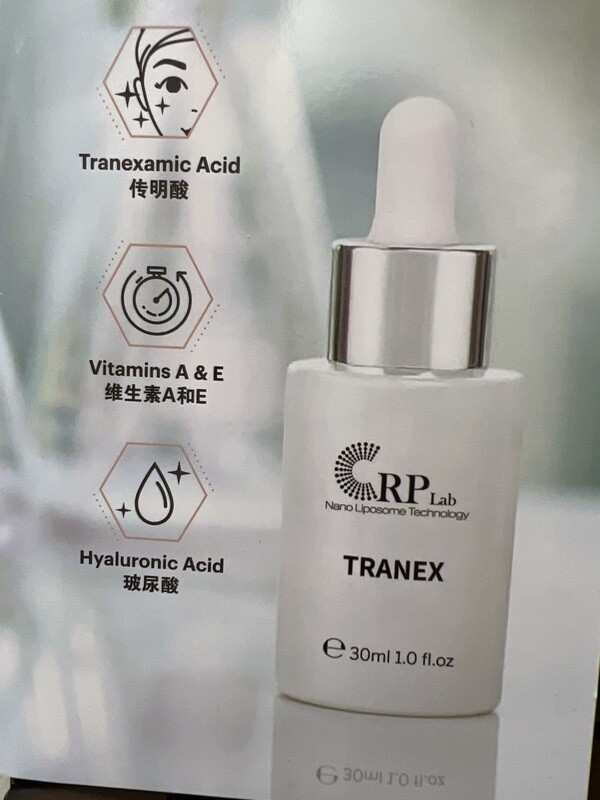 Tranexamic Acid
传明酸
Vitamins A & E
维生素A和E
Hyaluronic Acid
玻尿酸
CRP Lab
Nano Liposome Technology
TRANEX
℮ 30ml 1.0 fl.oz
℮ 30ml 1.0 fl.oz